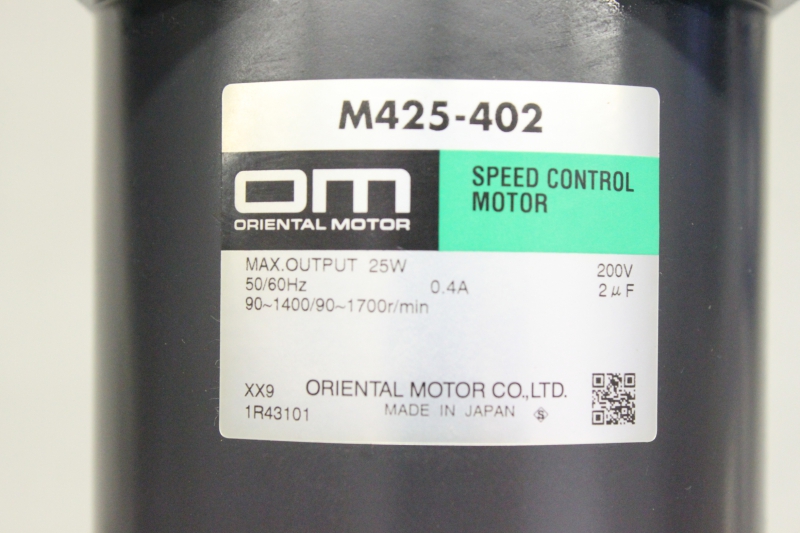 M425-402
OM
ORIENTAL MOTOR
SPEED CONTROL
MOTOR
MAX.OUTPUT 25W 200V
50/60Hz 0.4A 2μF
90~1400/90~1700r/min
XX9 ORIENTAL MOTOR CO.,LTD.
1R43101 MADE IN JAPAN S